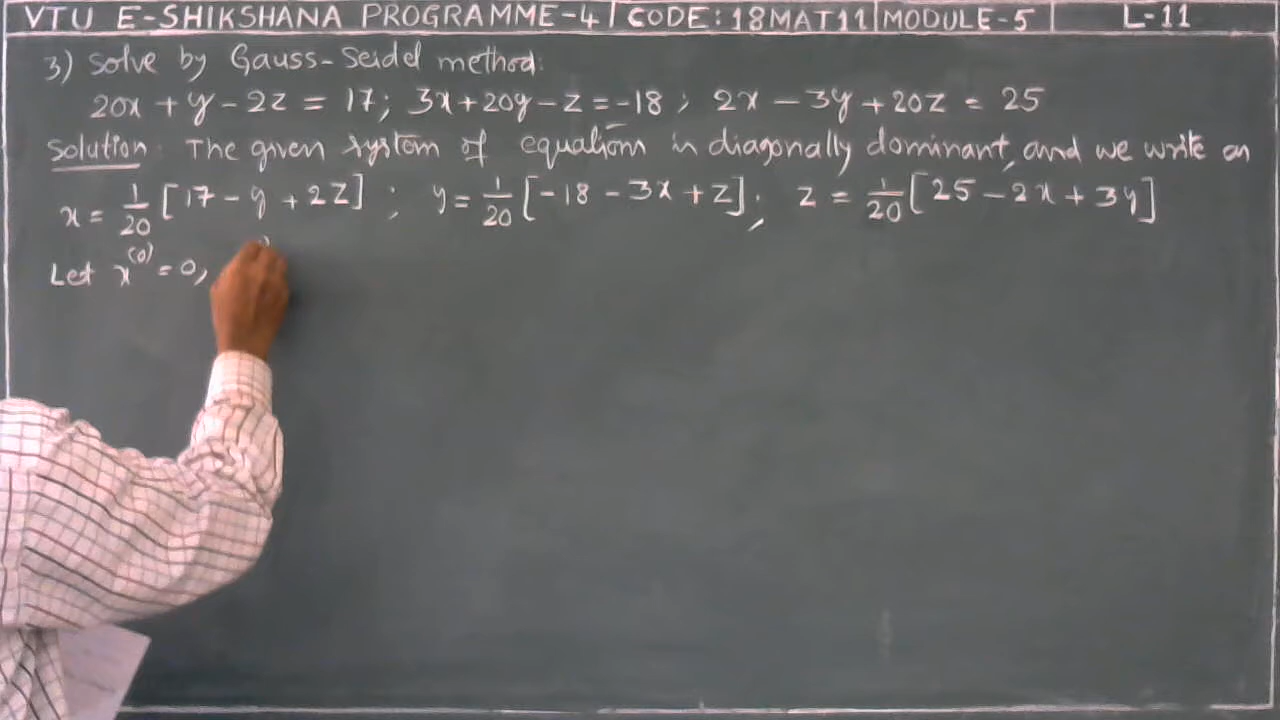 VTU E-SHIKSHANA PROGRAMME-4 | CODE: 18MAT11 | MODULE-5 | L-11
3) Solve by Gauss-Seidel method:
20x + y - 2z = 17; 3x + 20y - z = -18; 2x - 3y + 20z = 25
Solution: The given system of equations is diagonally dominant, and we write as
x = 1/20 [17 - y + 2z]; y = 1/20 [-18 - 3x + z]; z = 1/20 [25 - 2x + 3y]
Let x^(0) = 0,